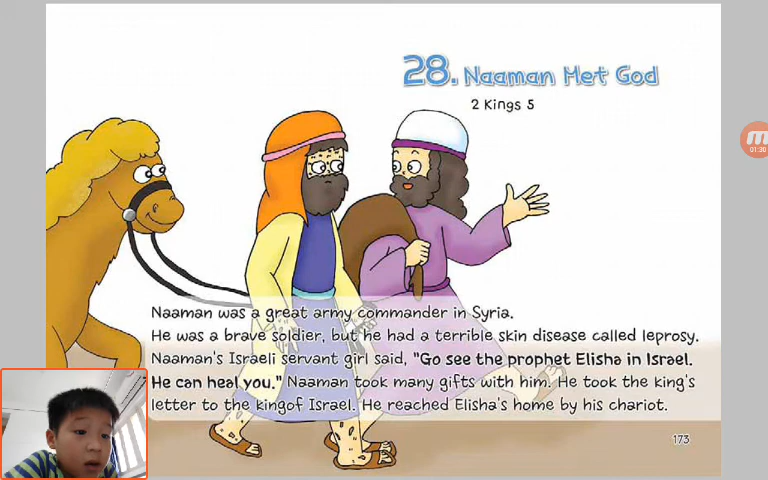 28. Naaman Met God
2 Kings 5
Naaman was a great army commander in Syria.
He was a brave soldier, but he had a terrible skin disease called leprosy.
Naaman's Israeli servant girl said, "Go see the prophet Elisha in Israel.
He can heal you." Naaman took many gifts with him. He took the king's
letter to the kingof Israel. He reached Elisha's home by his chariot.
173
01:30